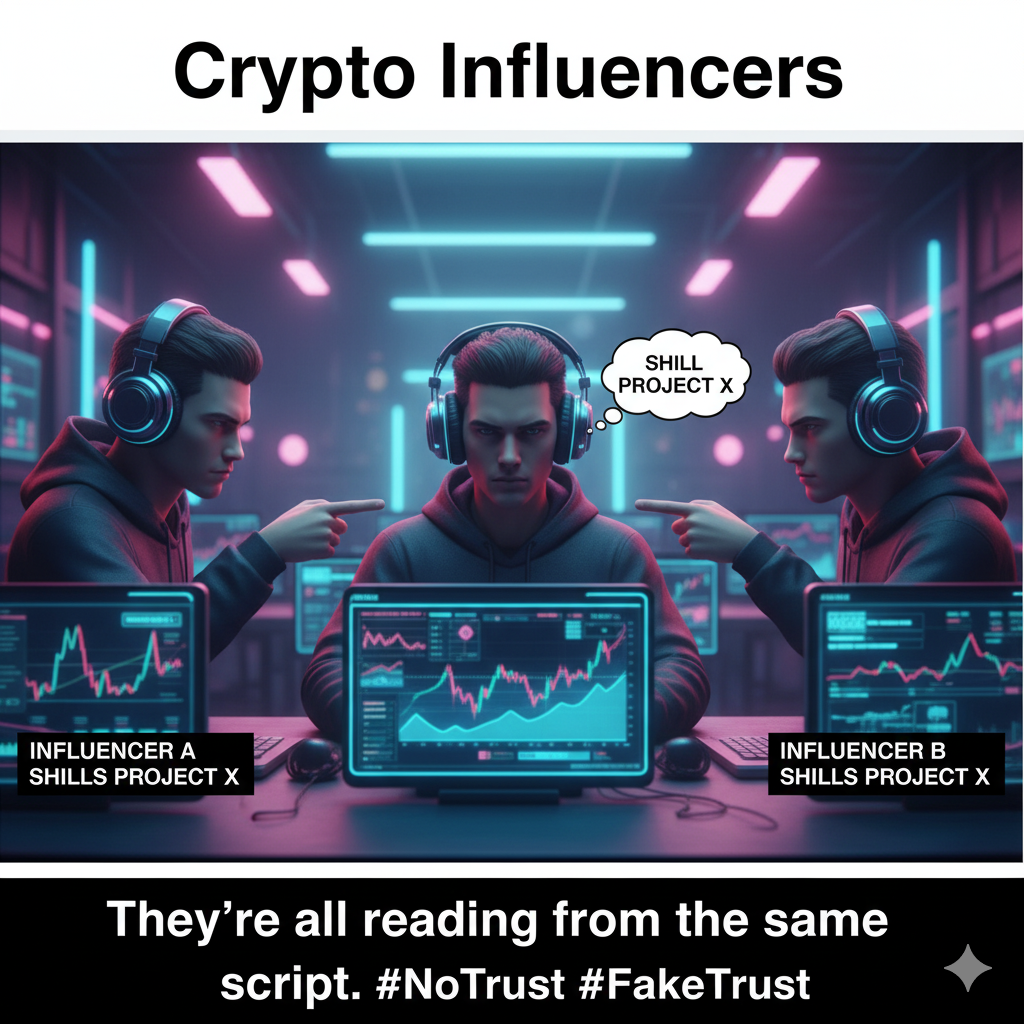 Crypto Influencers
SHILL
PROJECT X
INFLUENCER A
SHILLS PROJECT X
INFLUENCER B
SHILLS PROJECT X
They’re all reading from the same
script. #NoTrust #FakeTrust